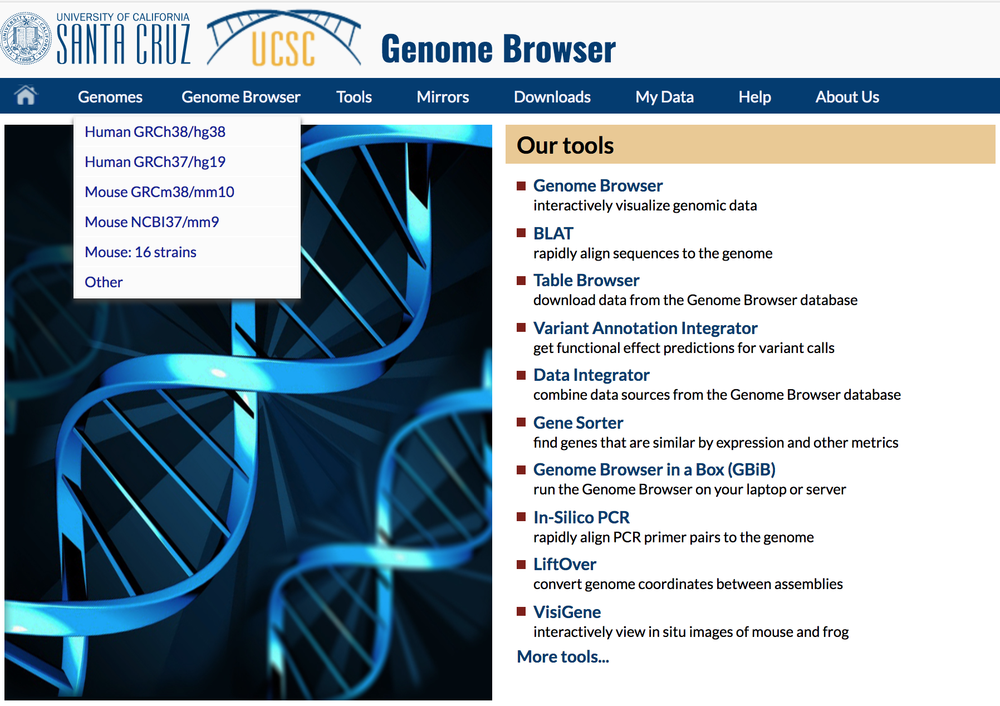 UNIVERSITY OF CALIFORNIA
SANTA CRUZ
UCSC
Genome Browser
Genomes Genome Browser Tools Mirrors Downloads My Data Help About Us
Human GRCh38/hg38
Human GRCh37/hg19
Mouse GRCm38/mm10
Mouse NCBI37/mm9
Mouse: 16 strains
Other
Our tools
Genome Browser
interactively visualize genomic data
BLAT
rapidly align sequences to the genome
Table Browser
download data from the Genome Browser database
Variant Annotation Integrator
get functional effect predictions for variant calls
Data Integrator
combine data sources from the Genome Browser database
Gene Sorter
find genes that are similar by expression and other metrics
Genome Browser in a Box (GBiB)
run the Genome Browser on your laptop or server
In-Silico PCR
rapidly align PCR primer pairs to the genome
LiftOver
convert genome coordinates between assemblies
VisiGene
interactively view in situ images of mouse and frog
More tools...